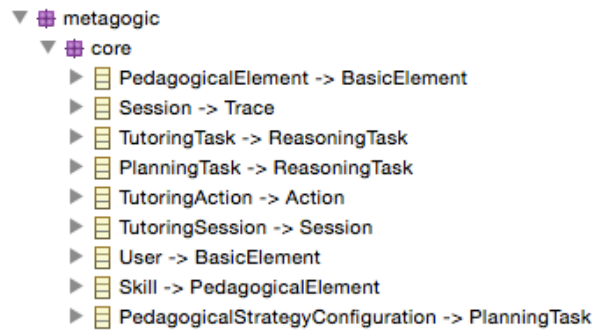 metagogic
core
PedagogicalElement -> BasicElement
Session -> Trace
TutoringTask -> ReasoningTask
PlanningTask -> ReasoningTask
TutoringAction -> Action
TutoringSession -> Session
User -> BasicElement
Skill -> PedagogicalElement
PedagogicalStrategyConfiguration -> PlanningTask